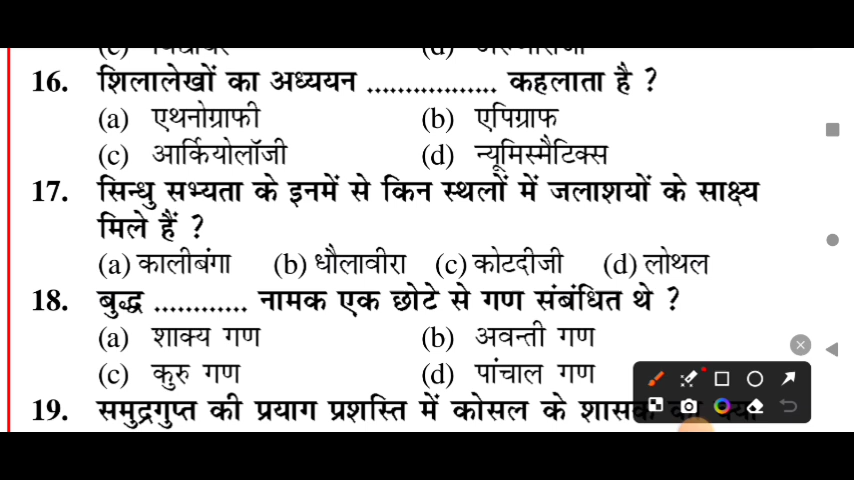 16. शिलालेखों का अध्ययन .................. कहलाता है ?
(a) एथनोग्राफी (b) एपिग्राफ
(c) आर्कियोलॉजी (d) न्यूमिस्मैटिक्स
17. सिन्धु सभ्यता के इनमें से किन स्थलों में जलाशयों के साक्ष्य
मिले हैं ?
(a) कालीबंगा (b) धौलावीरा (c) कोटदीजी (d) लोथल
18. बुद्ध ............ नामक एक छोटे से गण संबंधित थे ?
(a) शाक्य गण (b) अवन्ती गण
(c) कुरु गण (d) पांचाल गण
19. समुद्रगुप्त की प्रयाग प्रशस्ति में कोसल के शासक